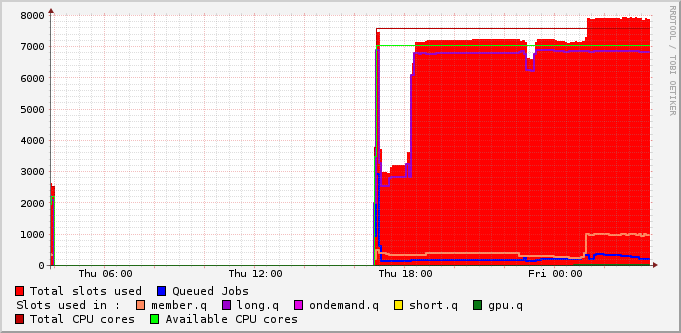 8000
7000
6000
5000
4000
3000
2000
1000
0
Thu 06:00 Thu 12:00 Thu 18:00 Fri 00:00
Total slots used Queued Jobs
Slots used in : member.q long.q ondemand.q short.q gpu.q
Total CPU cores Available CPU cores
RRDTOOL / TOBI OETIKER